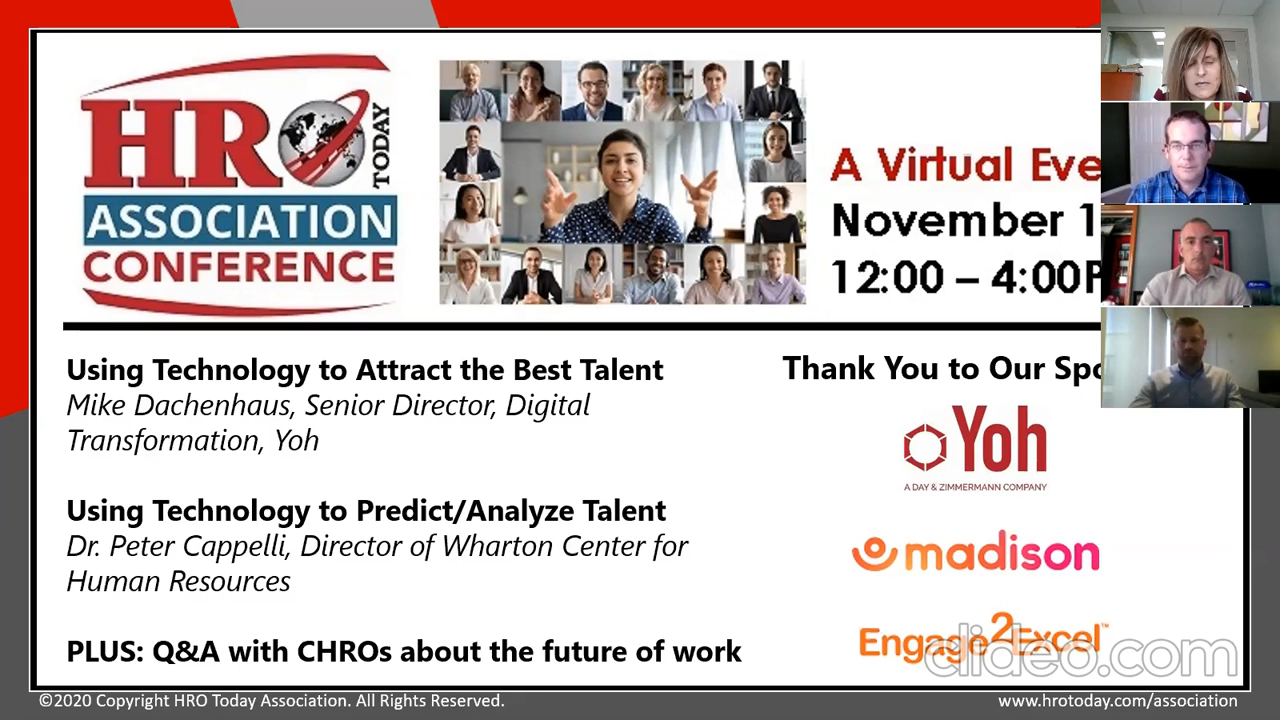 HRO
TODAY
ASSOCIATION
CONFERENCE
A Virtual Eve
November 1
12:00 – 4:00P
Using Technology to Attract the Best Talent
Mike Dachenhaus, Senior Director, Digital
Transformation, Yoh
Using Technology to Predict/Analyze Talent
Dr. Peter Cappelli, Director of Wharton Center for
Human Resources
PLUS: Q&A with CHROs about the future of work
Thank You to Our Spo
Yoh
A DAY & ZIMMERMANN COMPANY
madison
Engage2Excel™
clideo.com
©2020 Copyright HRO Today Association. All Rights Reserved.
www.hrotoday.com/association